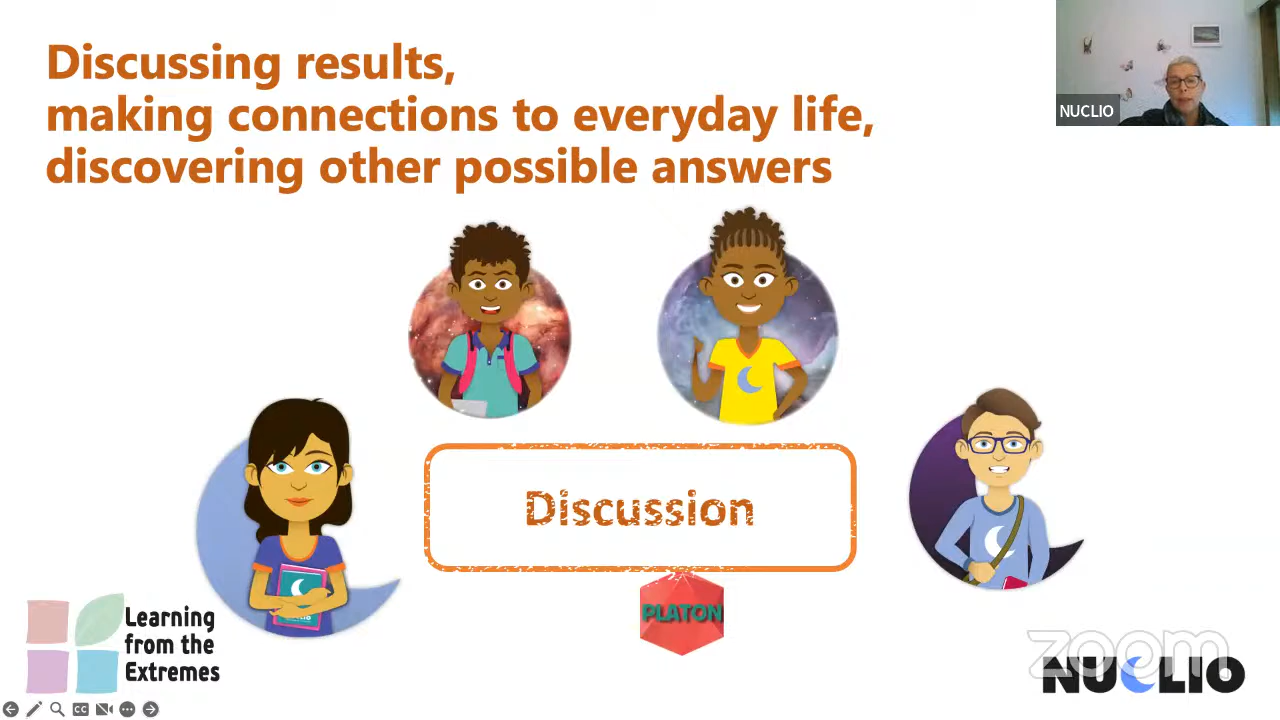 Discussing results,
making connections to everyday life,
discovering other possible answers
NUCLIO
Discussion
PLATON
Learning
from the
Extremes
zoom
NUCLIO
CC